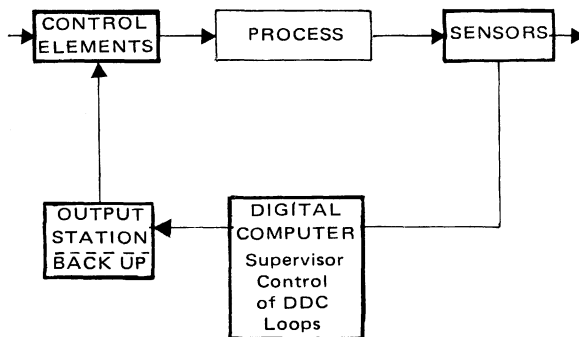 CONTROL
ELEMENTS
PROCESS
SENSORS
OUTPUT
STATION
BACK UP
DIGITAL
COMPUTER
Supervisor
Control
of DDC
Loops